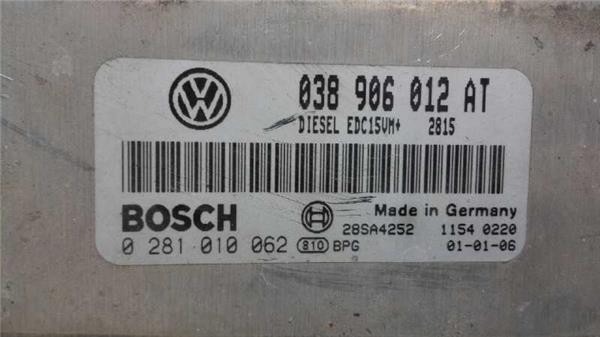 038 906 012 AT
DIESEL EDC15VM+ 2815
BOSCH
Made in Germany
28SA4252 1154 0220
0 281 010 062 810 BPG 01-01-06